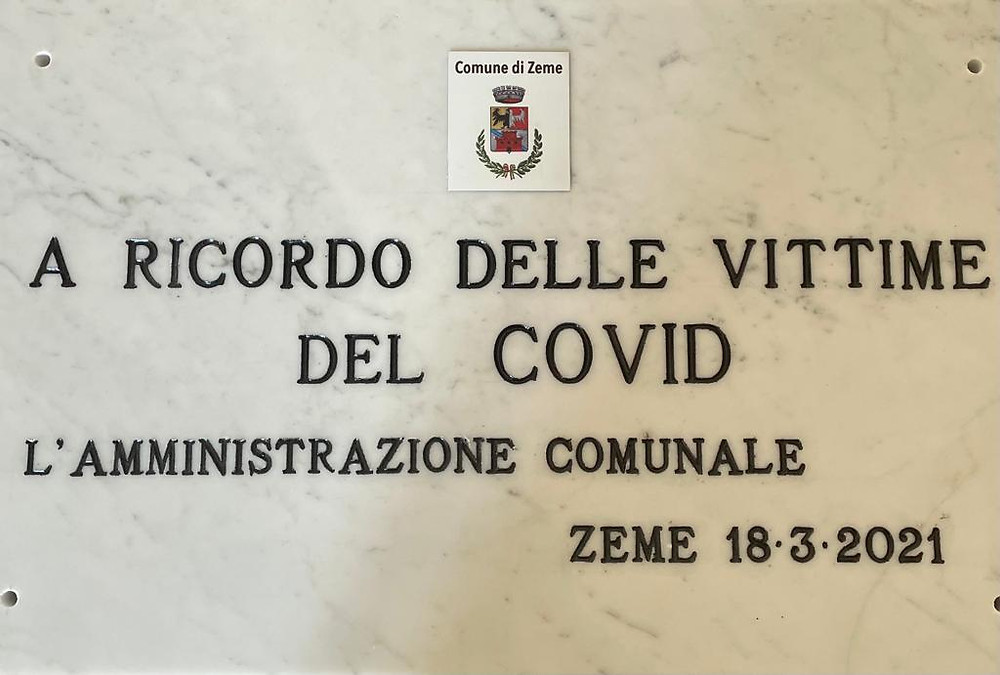 Comune di Zeme
A RICORDO DELLE VITTIME
DEL COVID
L'AMMINISTRAZIONE COMUNALE
ZEME 18·3·2021